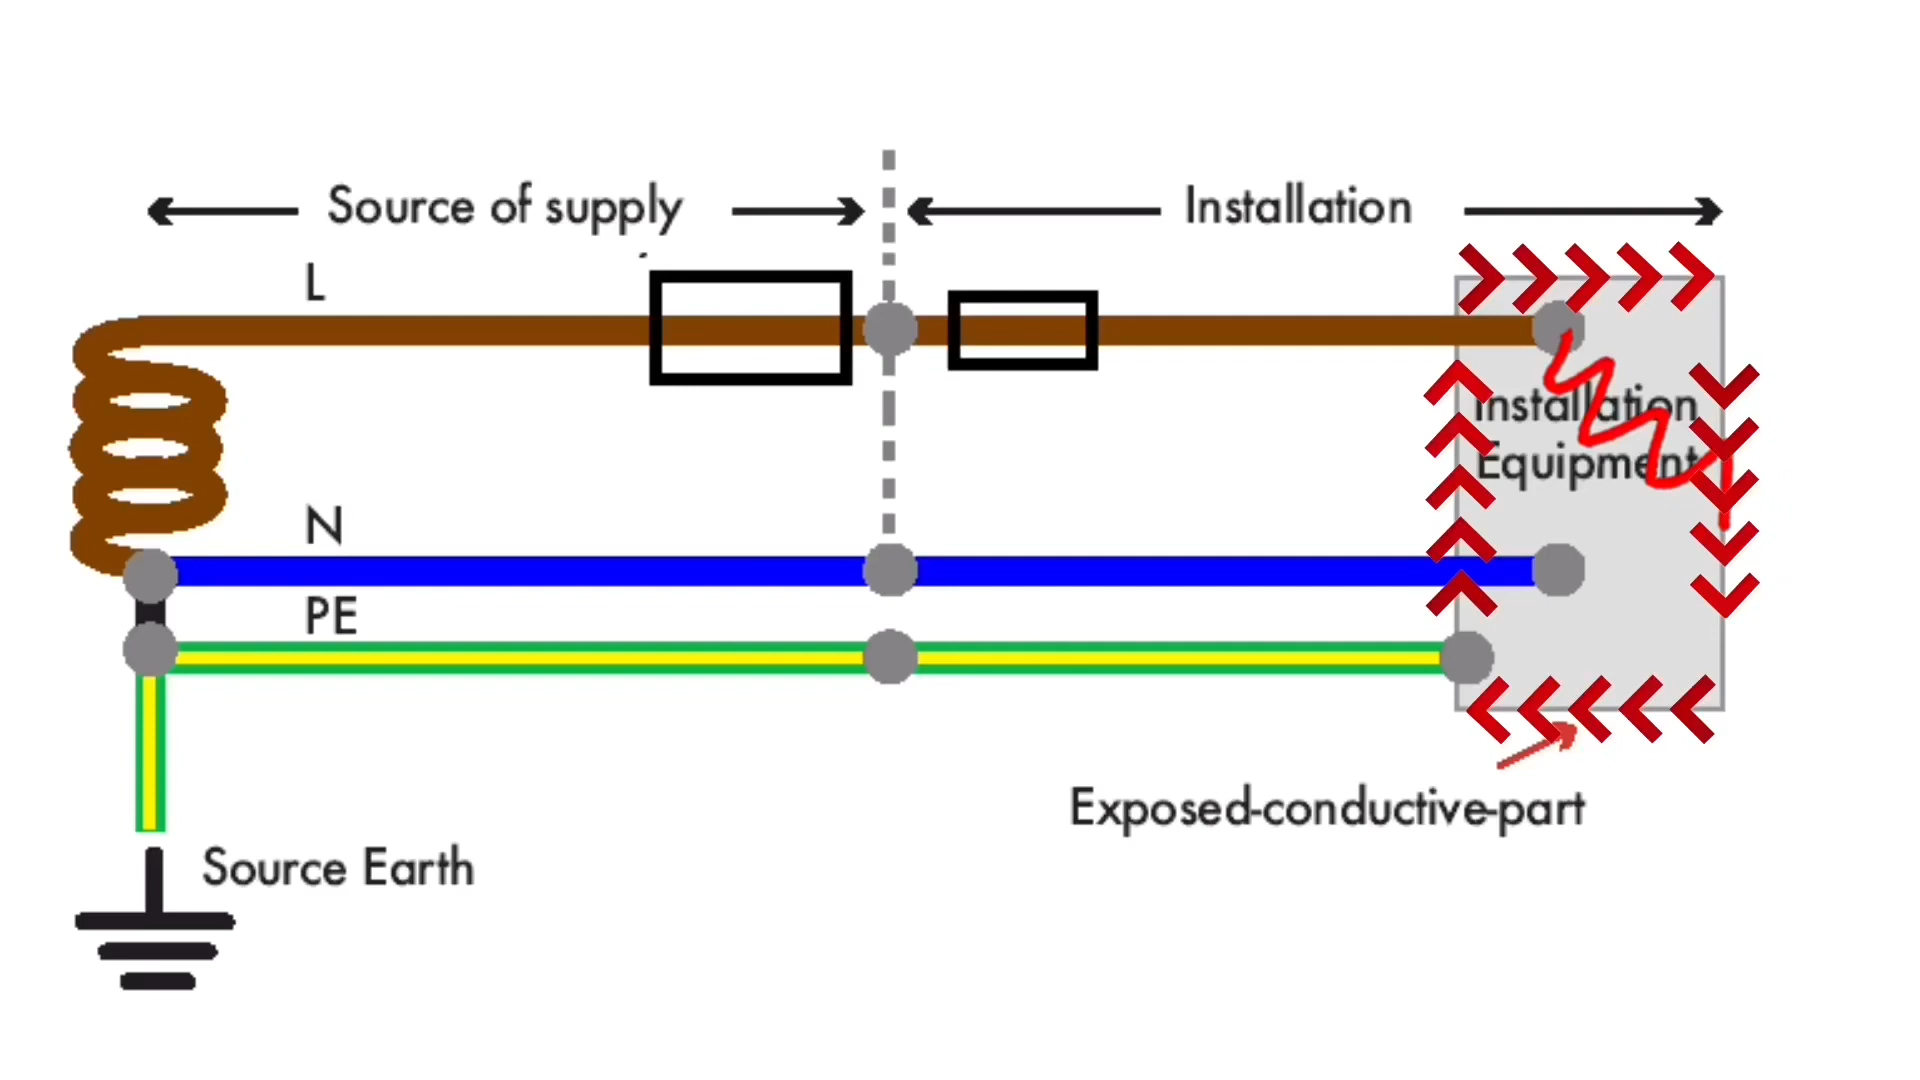 Source of supply
Installation
L
Installation
Equipment
N
PE
Exposed-conductive-part
Source Earth